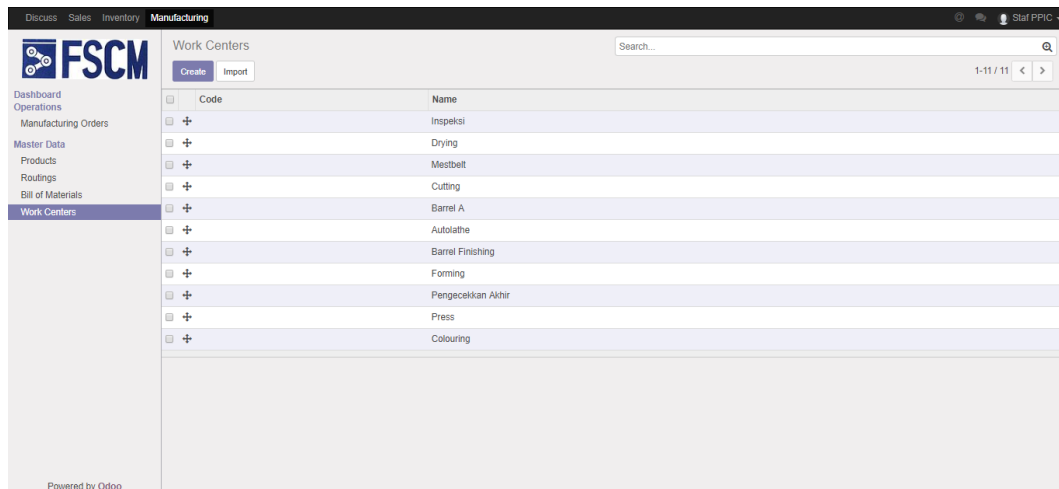 Discuss Sales Inventory Manufacturing Staf PPIC
FSCM
Dashboard
Operations
Manufacturing Orders
Master Data
Products
Routings
Bill of Materials
Work Centers
Work Centers
Search...
Create Import
1-11 / 11
Code Name
Inspeksi
Drying
Mestbelt
Cutting
Barrel A
Autolathe
Barrel Finishing
Forming
Pengecekkan Akhir
Press
Colouring
Powered by Odoo